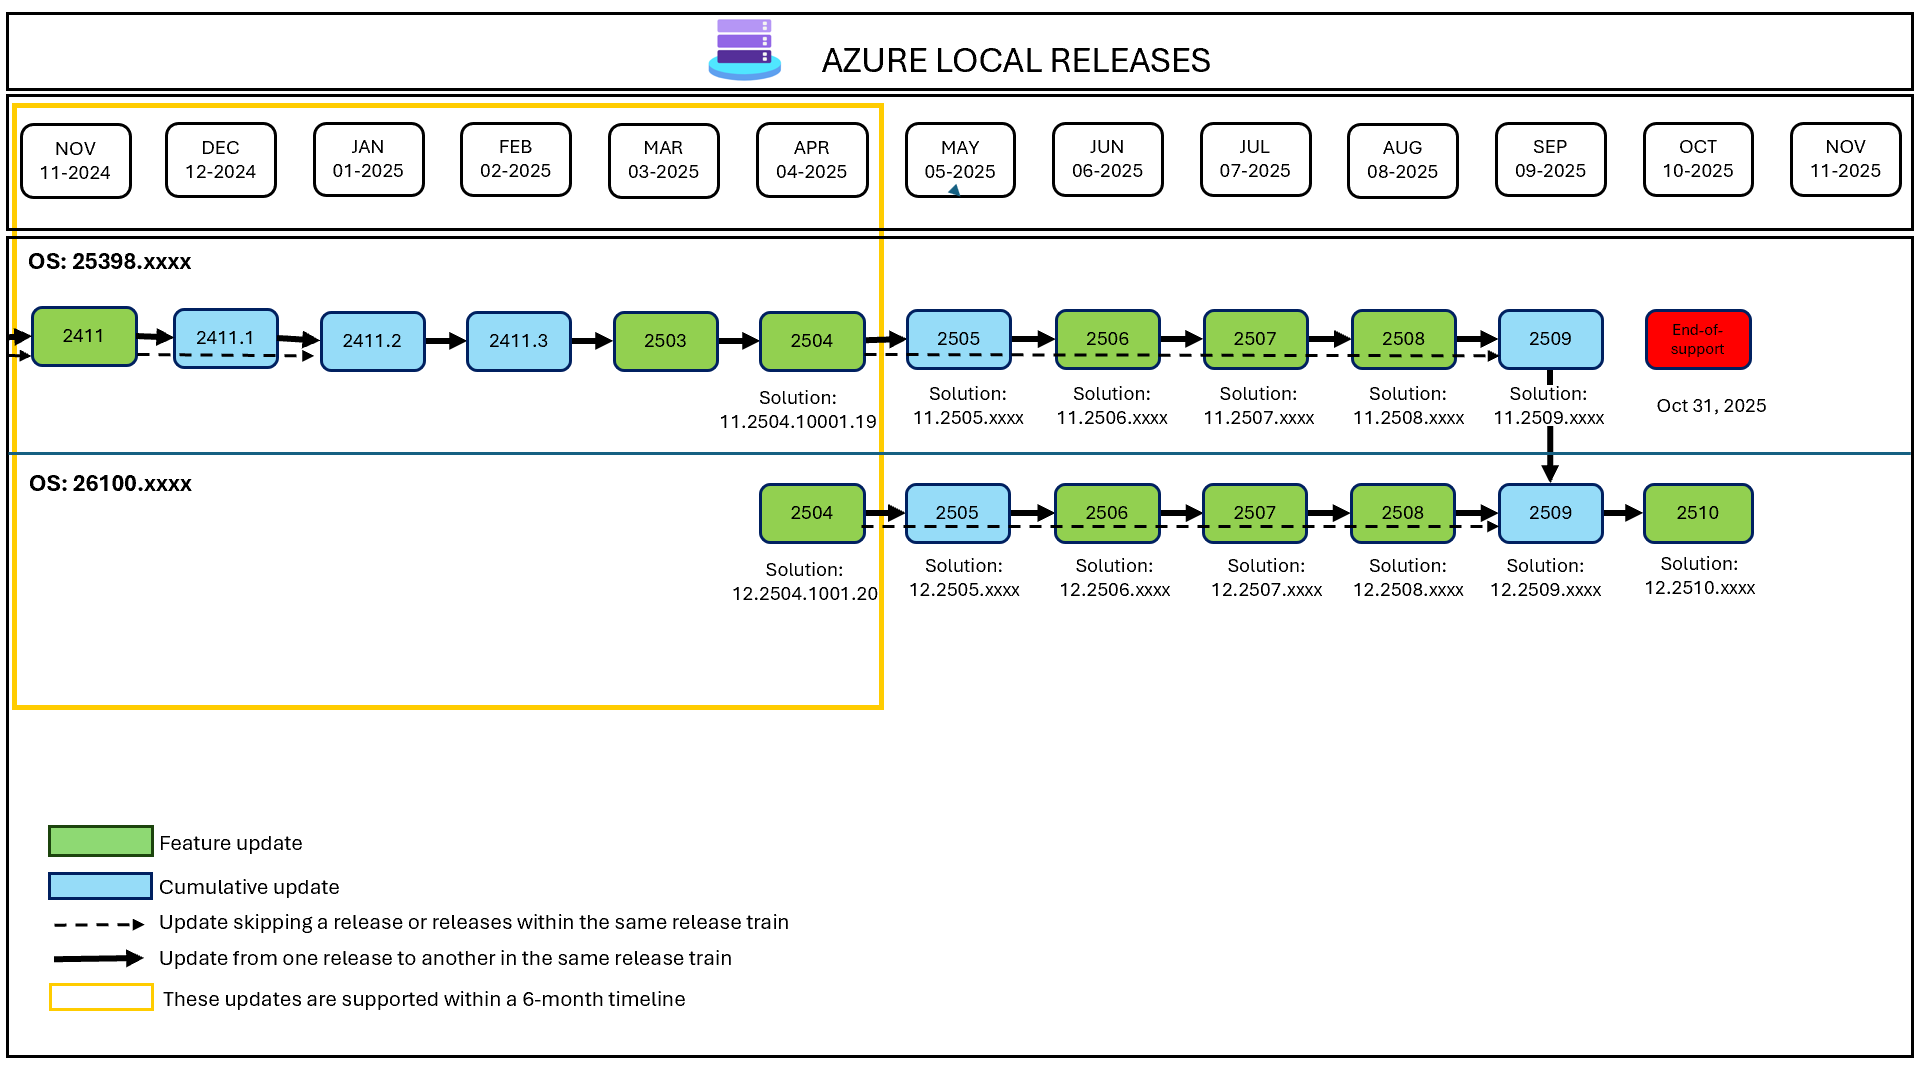 AZURE LOCAL RELEASES
NOV
11-2024
DEC
12-2024
JAN
01-2025
FEB
02-2025
MAR
03-2025
APR
04-2025
MAY
05-2025
JUN
06-2025
JUL
07-2025
AUG
08-2025
SEP
09-2025
OCT
10-2025
NOV
11-2025
OS: 25398.xxxx
2411
2411.1
2411.2
2411.3
2503
2504
2505
2506
2507
2508
2509
End-of-
support
Solution:
11.2504.10001.19
Solution:
11.2505.xxxx
Solution:
11.2506.xxxx
Solution:
11.2507.xxxx
Solution:
11.2508.xxxx
Solution:
11.2509.xxxx
Oct 31, 2025
OS: 26100.xxxx
2504
2505
2506
2507
2508
2509
2510
Solution:
12.2504.1001.20
Solution:
12.2505.xxxx
Solution:
12.2506.xxxx
Solution:
12.2507.xxxx
Solution:
12.2508.xxxx
Solution:
12.2509.xxxx
Solution:
12.2510.xxxx
Feature update
Cumulative update
Update skipping a release or releases within the same release train
Update from one release to another in the same release train
These updates are supported within a 6-month timeline